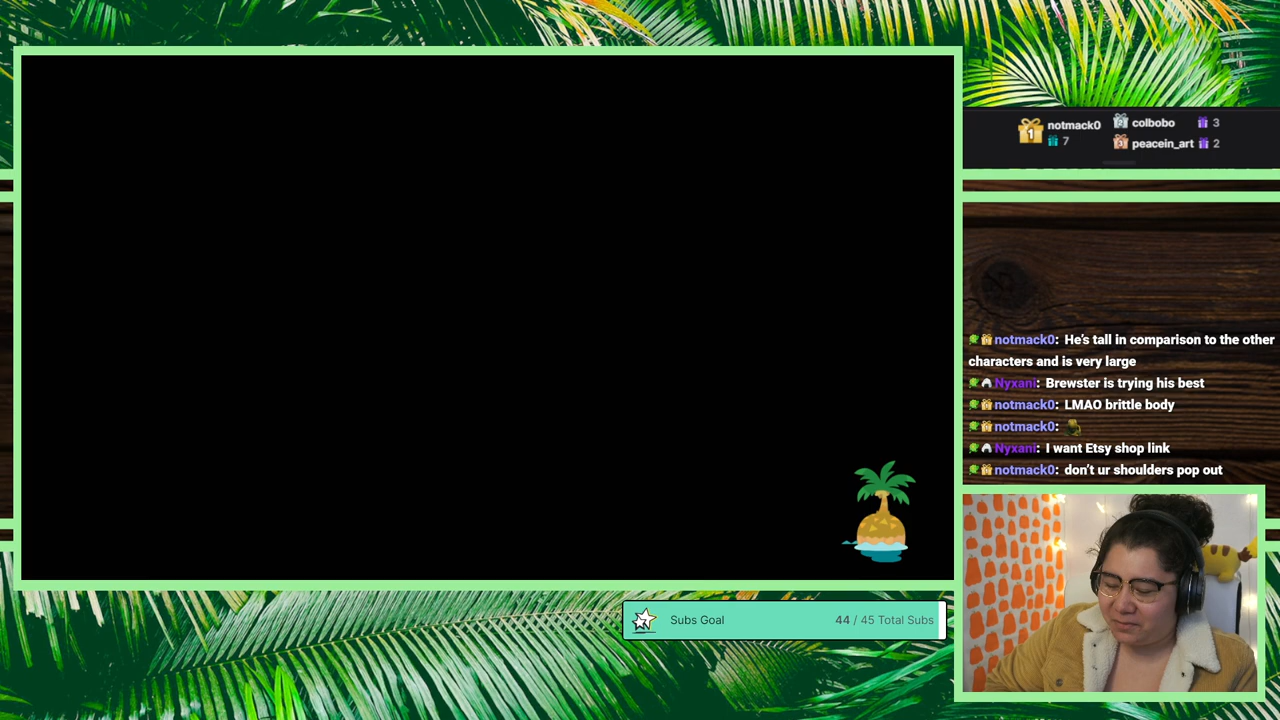 notmack0
7
colbobo
3
peacein_art
2
notmack0: He's tall in comparison to the other
characters and is very large
Nyxani: Brewster is trying his best
notmack0: LMAO brittle body
notmack0:
Nyxani: I want Etsy shop link
notmack0: don't ur shoulders pop out
Subs Goal
44 / 45 Total Subs